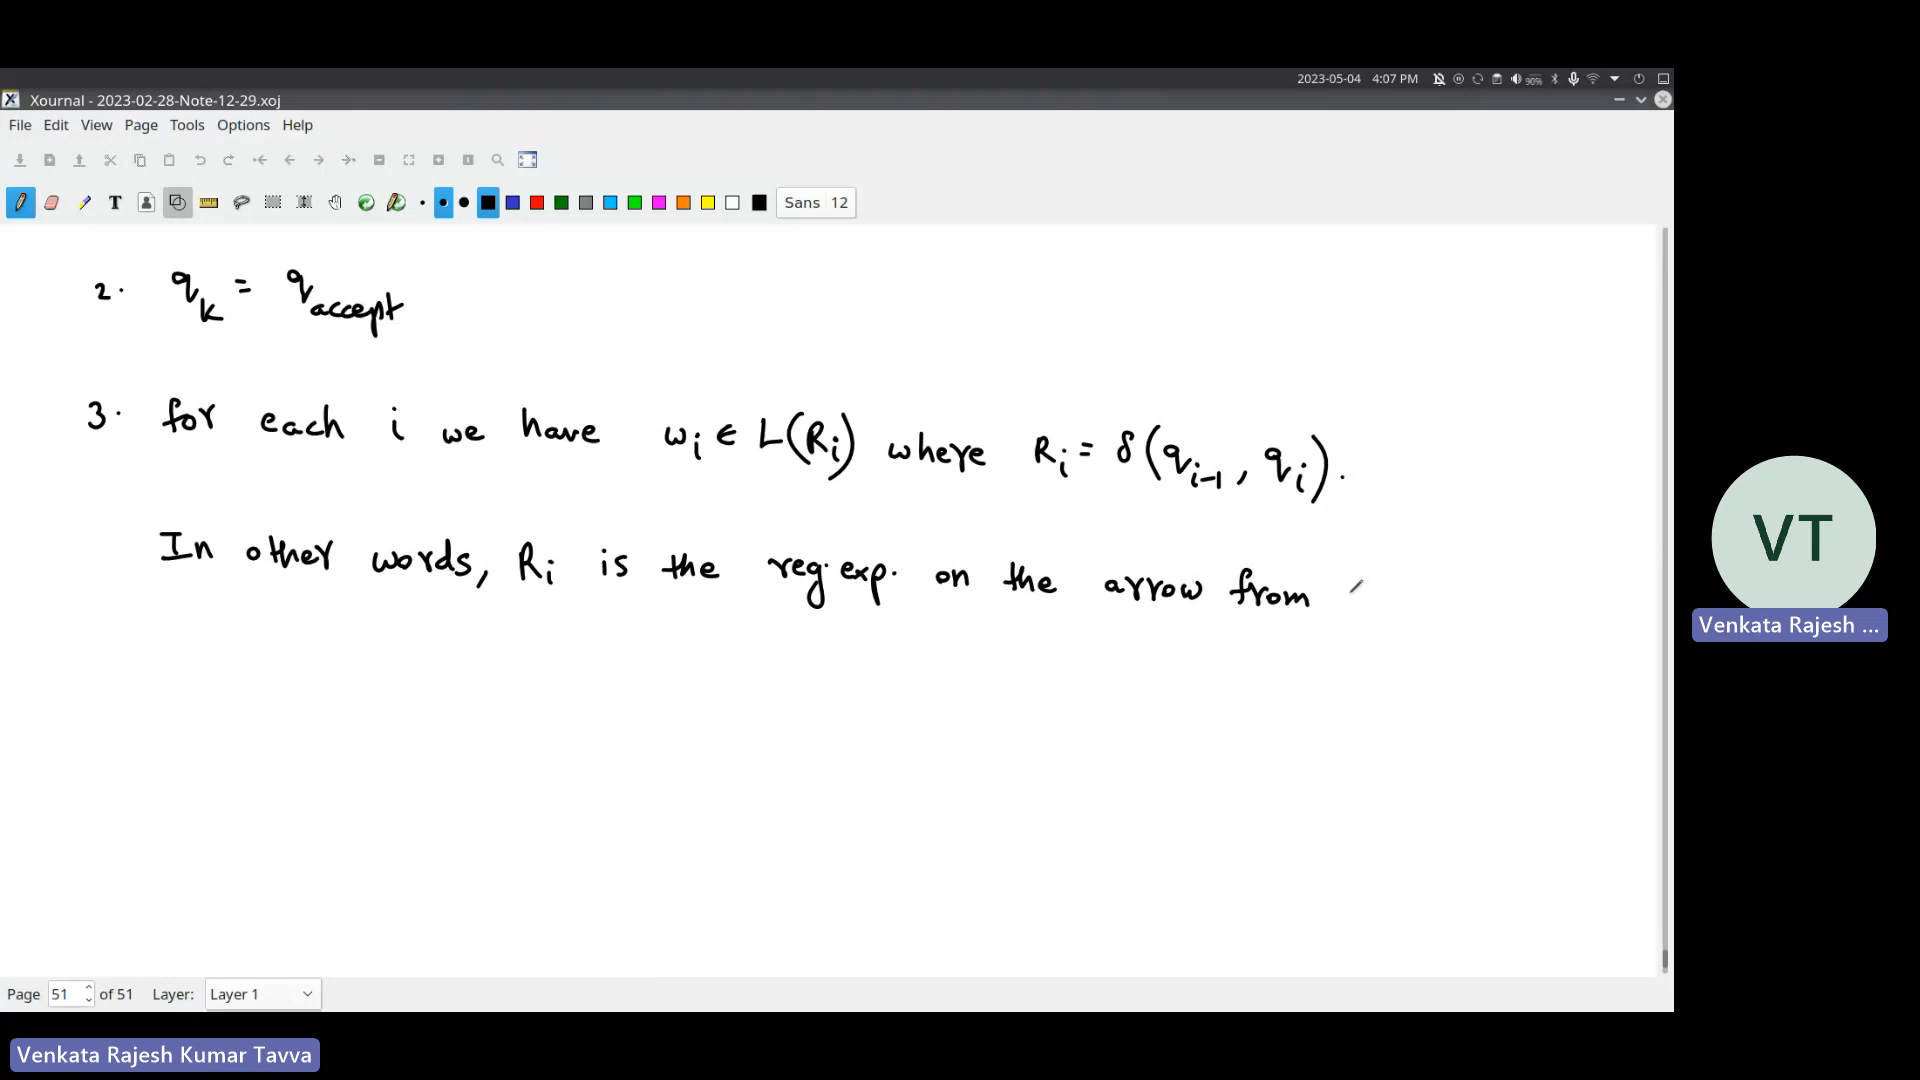 2023-05-04 4:07 PM 90%
Xournal - 2023-02-28-Note-12-29.xoj
File Edit View Page Tools Options Help
T Sans 12
2. q_k = q_accept
3. for each i we have w_i ∈ L(R_i) where R_i = δ(q_{i-1}, q_i).
In other words, R_i is the reg. exp. on the arrow from
VT
Venkata Rajesh ...
Page 51 of 51 Layer: Layer 1
Venkata Rajesh Kumar Tavva